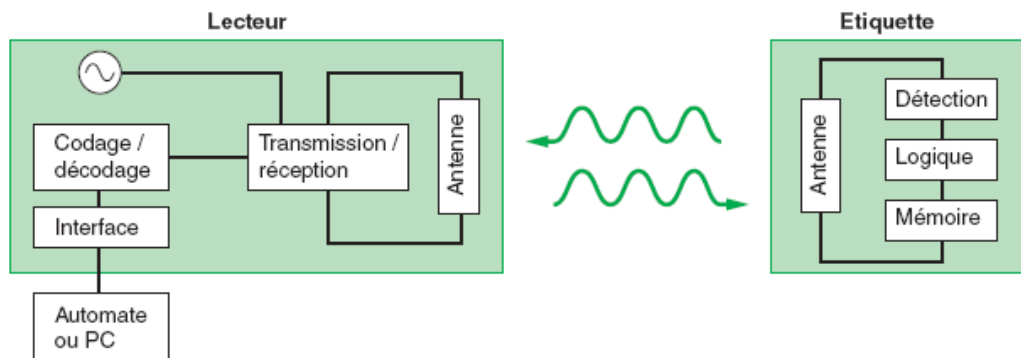 Lecteur
Etiquette
Codage /
décodage
Transmission /
réception
Antenne
Interface
Automate
ou PC
Antenne
Détection
Logique
Mémoire